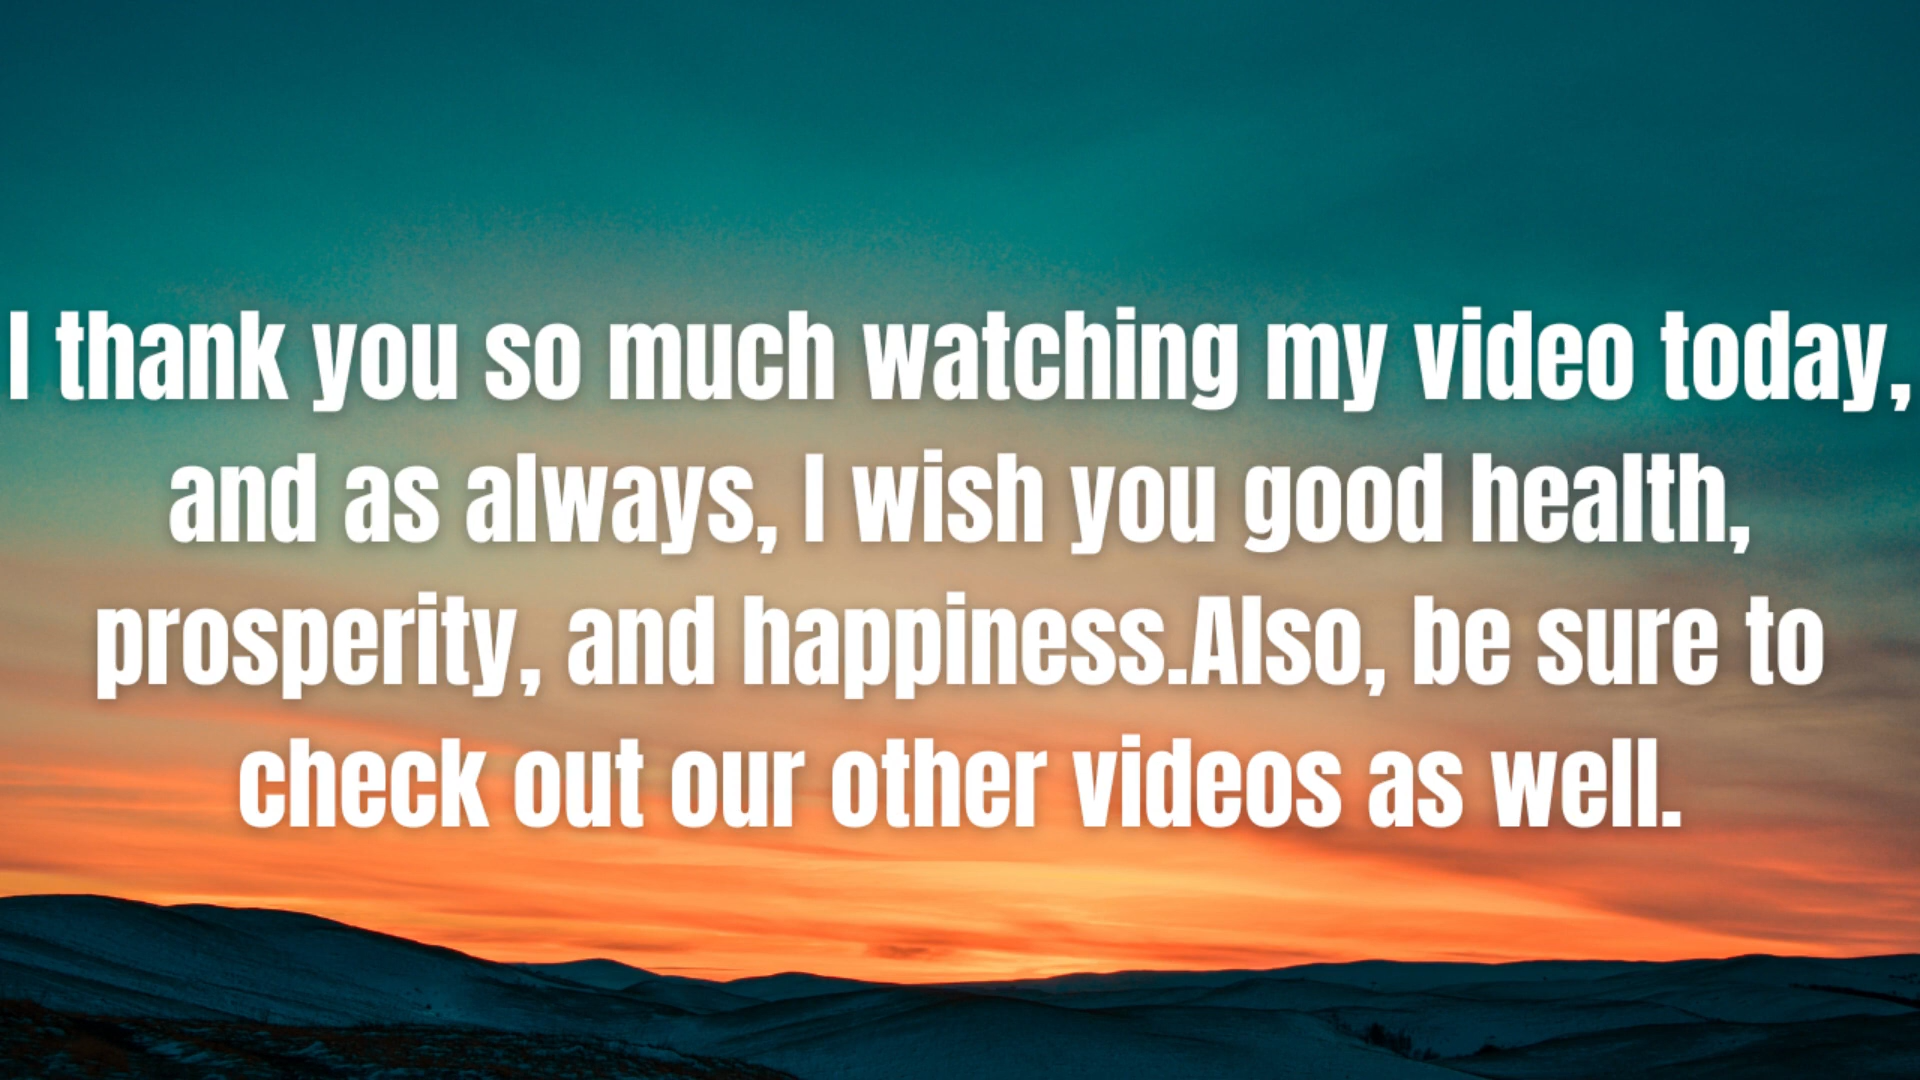 I thank you so much watching my video today,
and as always, I wish you good health,
prosperity, and happiness.Also, be sure to
check out our other videos as well.